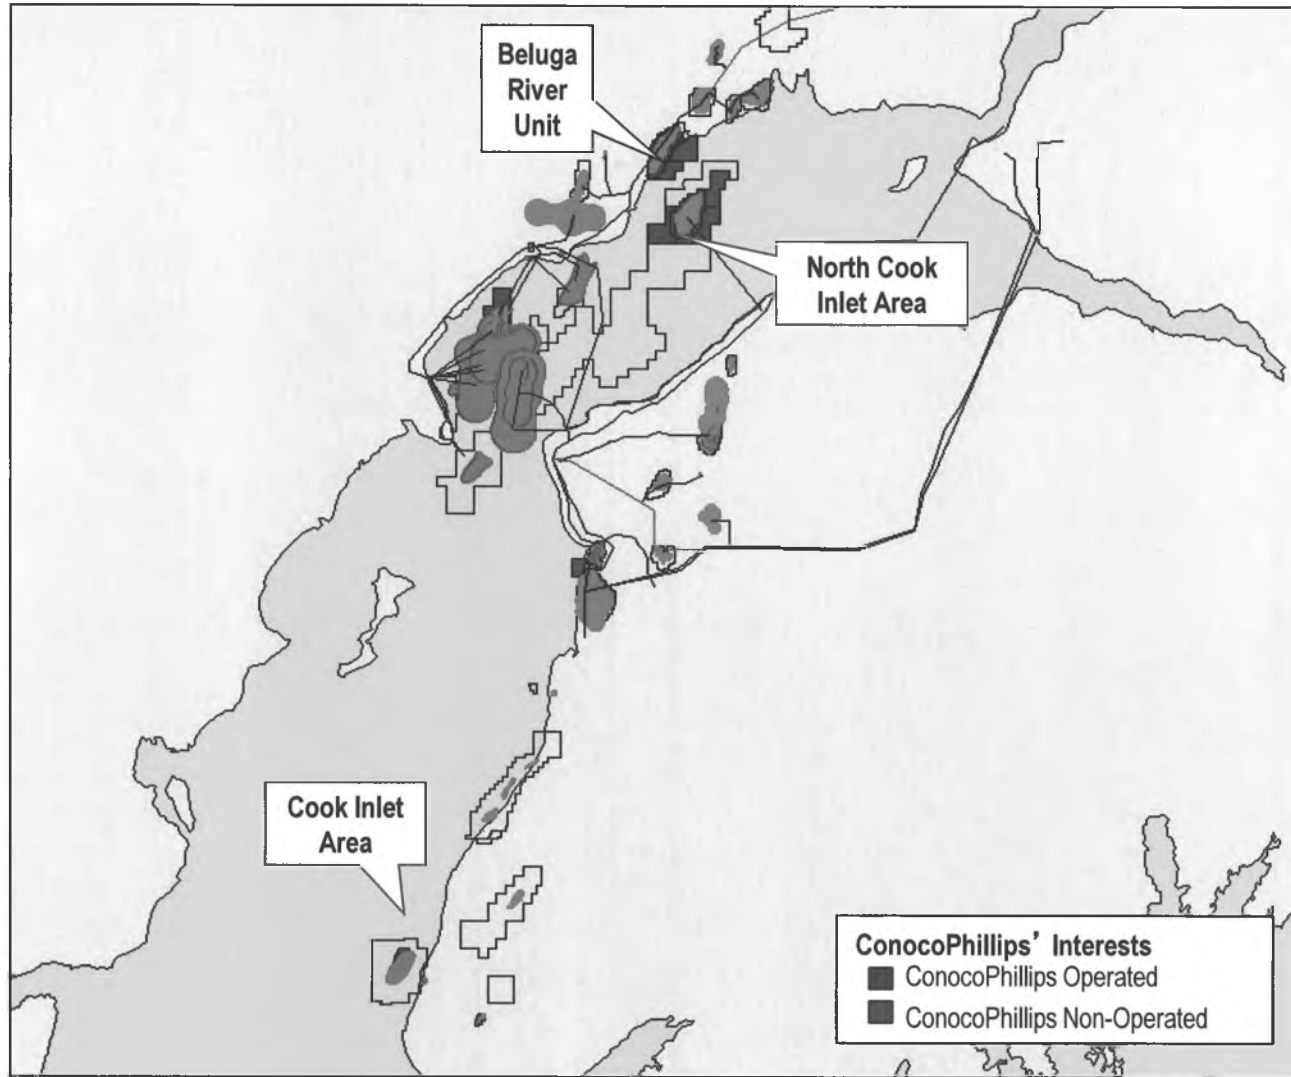 Beluga
River
Unit
North Cook
Inlet Area
Cook Inlet
Area
ConocoPhillips' Interests
ConocoPhillips Operated
ConocoPhillips Non-Operated